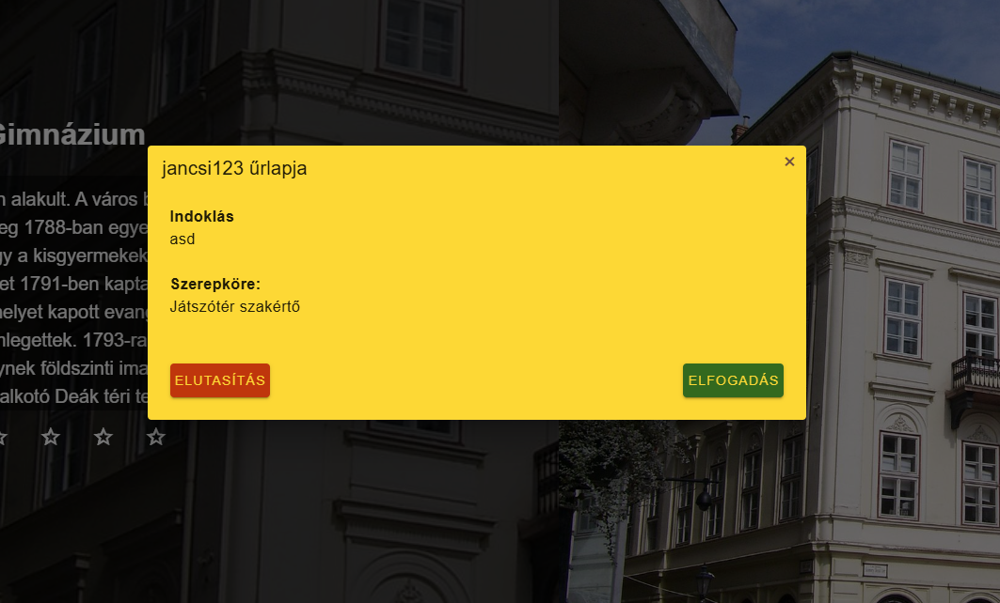 Gimnázium
jancsi123 űrlapja
×
n alakult. A város
eg 1788-ban egye
Indoklás
asd
gy a kisgyermekek
et 1791-ben kapta
Szerepköre:
Játszótér szakértő
helyet kapott evang
nlegettek. 1793-ra
ynek földszinti ima
alkotó Deák téri te
ELUTASÍTÁS
ELFOGADÁS